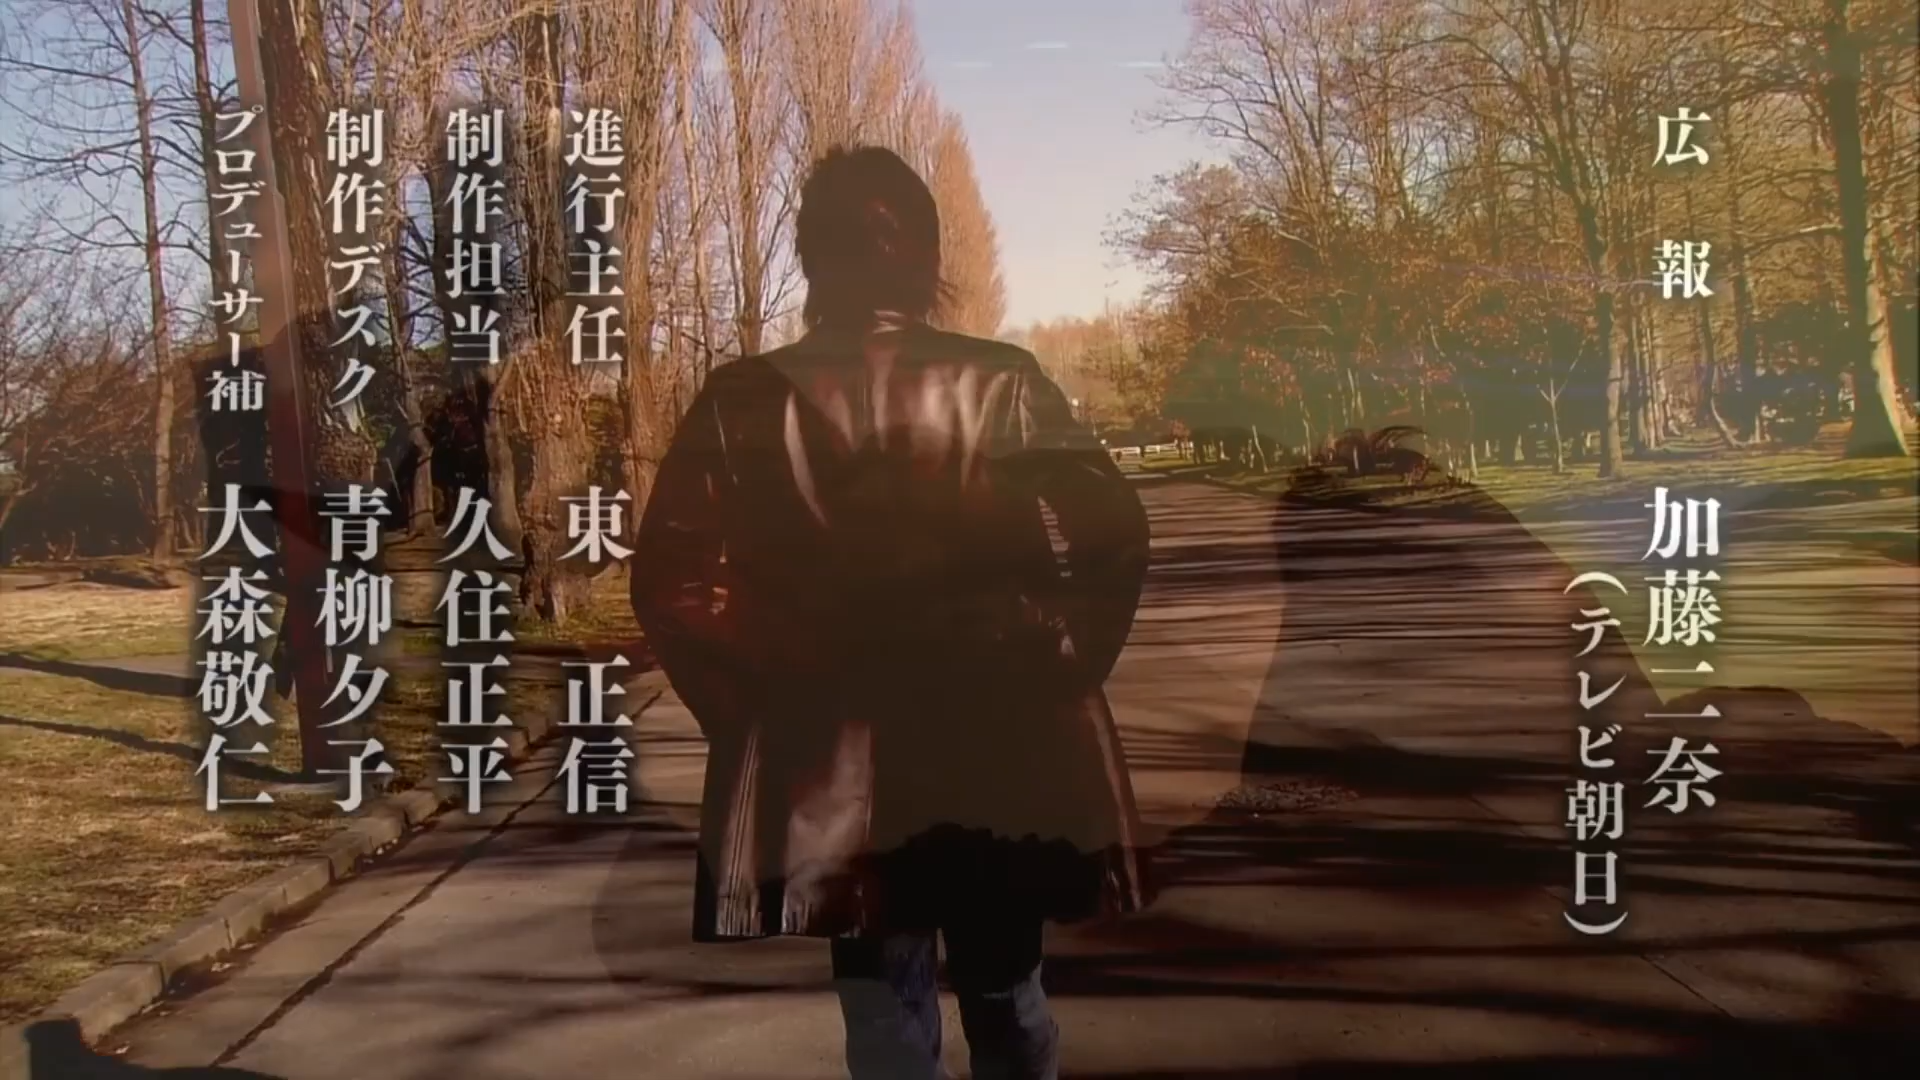 広報 加藤二奈
(テレビ朝日)
進行主任 東 正信
制作担当 久住正平
制作デスク 青柳夕子
プロデューサー補 大森敬仁